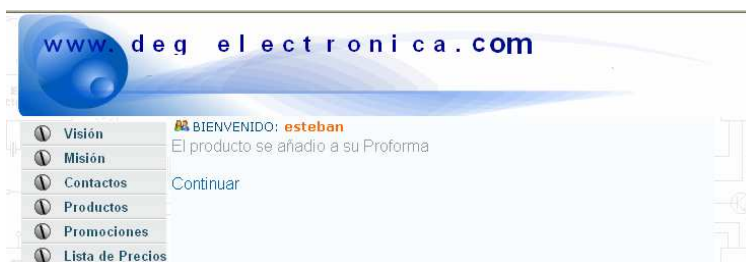 www. deg electronica.com
BIENVENIDO: esteban
El producto se añadio a su Proforma
Continuar
Visión
Misión
Contactos
Productos
Promociones
Lista de Precios